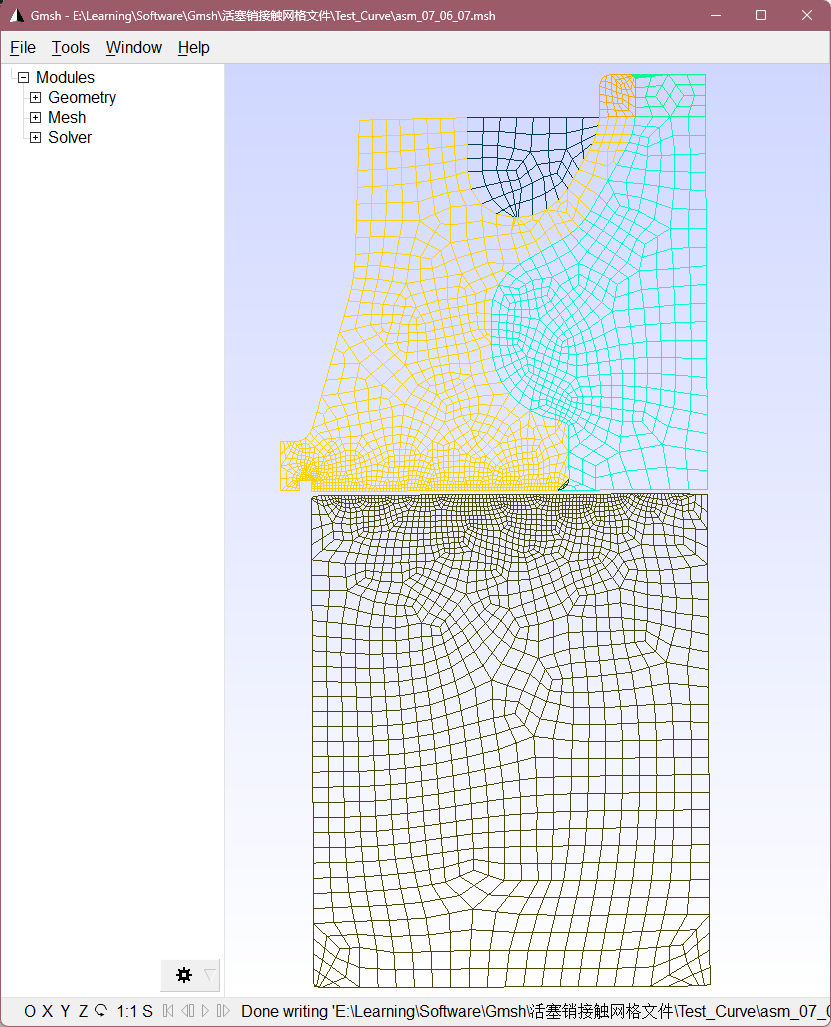 Gmsh - E:\Learning\Software\Gmsh\活塞销接触网格文件\Test_Curve\asm_07_06_07.msh
File Tools Window Help
Modules
Geometry
Mesh
Solver
O X Y Z 1:1 S Done writing 'E:\Learning\Software\Gmsh\活塞销接触网格文件\Test_Curve\asm_07_0